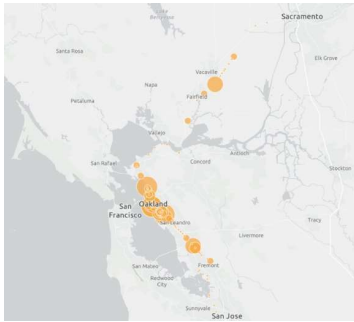 Sacramento
Santa Rosa
Elk Grove
Vacaville
Napa
Fairfield
Petaluma
Vallejo
Antioch
Stockton
San Rafael
Concord
San
Francisco
Oakland
San Leandro
Tracy
Livermore
San Mateo
Fremont
Redwood
City
Sunnyvale
San Jose